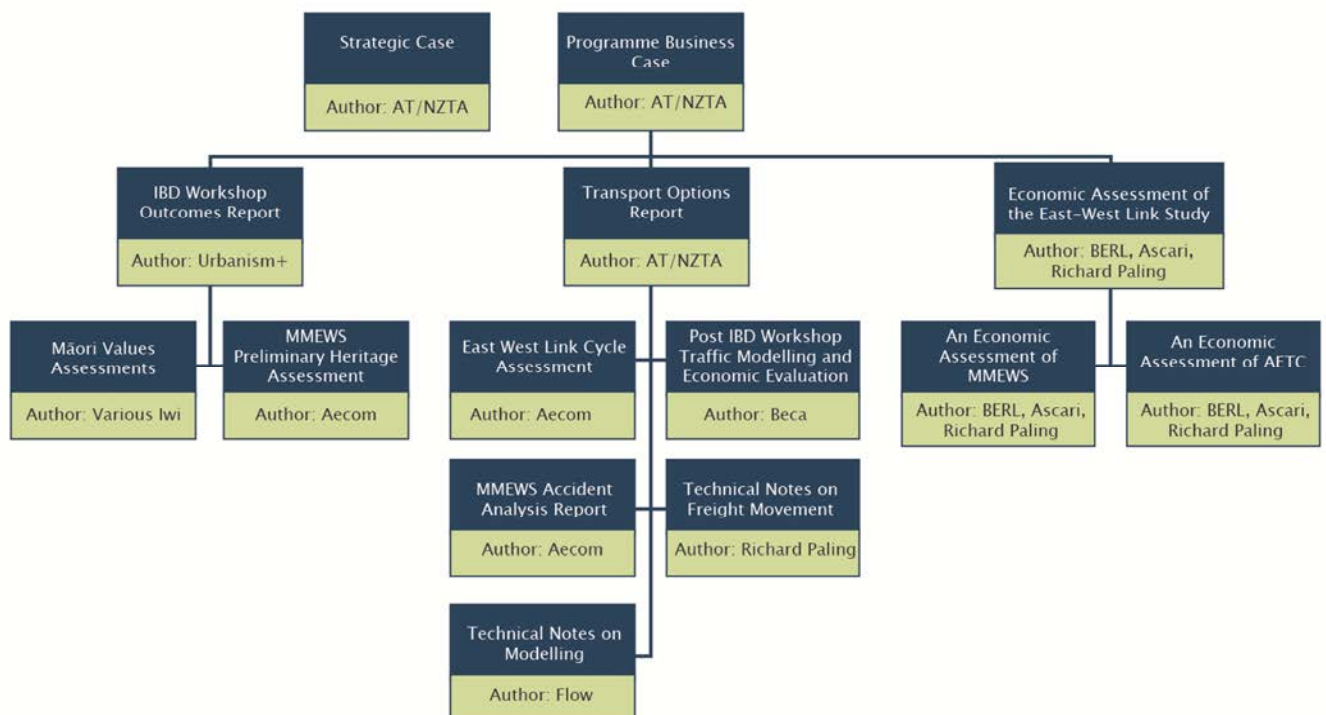 Strategic Case
Author: AT/NZTA
Programme Business
Case
Author: AT/NZTA
IBD Workshop
Outcomes Report
Author: Urbanism+
Transport Options
Report
Author: AT/NZTA
Economic Assessment of
the East-West Link Study
Author: BERL, Ascari,
Richard Paling
Māori Values
Assessments
Author: Various Iwi
MMEWS
Preliminary Heritage
Assessment
Author: Aecom
East West Link Cycle
Assessment
Author: Aecom
Post IBD Workshop
Traffic Modelling and
Economic Evaluation
Author: Beca
An Economic
Assessment of
MMEWS
Author: BERL, Ascari,
Richard Paling
An Economic
Assessment of AETC
Author: BERL, Ascari,
Richard Paling
MMEWS Accident
Analysis Report
Author: Aecom
Technical Notes on
Freight Movement
Author: Richard Paling
Technical Notes on
Modelling
Author: Flow